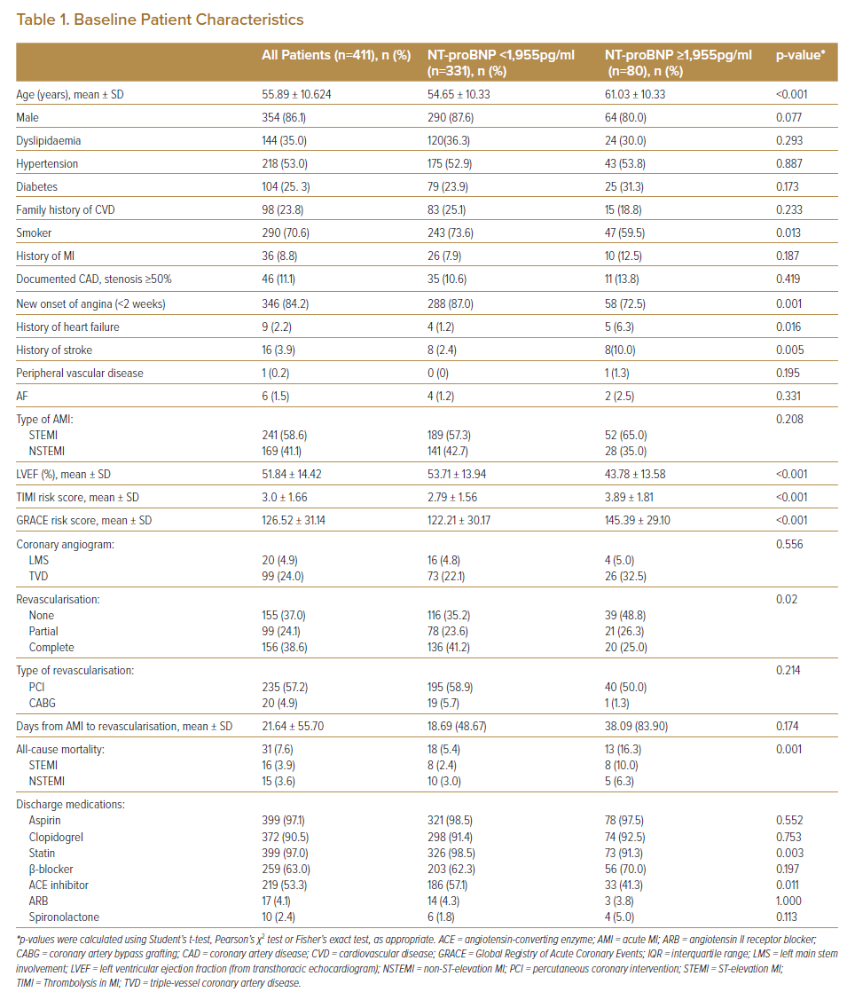 Table 1. Baseline Patient Characteristics
All Patients (n=411), n (%) NT-proBNP <1,955pg/ml NT-proBNP ≥1,955pg/ml p-value*
(n=331), n (%) (n=80), n (%)
Age (years), mean ± SD 55.89 ± 10.624 54.65 ± 10.33 61.03 ± 10.33 <0.001
Male 354 (86.1) 290 (87.6) 64 (80.0) 0.077
Dyslipidaemia 144 (35.0) 120(36.3) 24 (30.0) 0.293
Hypertension 218 (53.0) 175 (52.9) 43 (53.8) 0.887
Diabetes 104 (25. 3) 79 (23.9) 25 (31.3) 0.173
Family history of CVD 98 (23.8) 83 (25.1) 15 (18.8) 0.233
Smoker 290 (70.6) 243 (73.6) 47 (59.5) 0.013
History of MI 36 (8.8) 26 (7.9) 10 (12.5) 0.187
Documented CAD, stenosis ≥50% 46 (11.1) 35 (10.6) 11 (13.8) 0.419
New onset of angina (<2 weeks) 346 (84.2) 288 (87.0) 58 (72.5) 0.001
History of heart failure 9 (2.2) 4 (1.2) 5 (6.3) 0.016
History of stroke 16 (3.9) 8 (2.4) 8(10.0) 0.005
Peripheral vascular disease 1 (0.2) 0 (0) 1 (1.3) 0.195
AF 6 (1.5) 4 (1.2) 2 (2.5) 0.331
Type of AMI: 0.208
STEMI 241 (58.6) 189 (57.3) 52 (65.0)
NSTEMI 169 (41.1) 141 (42.7) 28 (35.0)
LVEF (%), mean ± SD 51.84 ± 14.42 53.71 ± 13.94 43.78 ± 13.58 <0.001
TIMI risk score, mean ± SD 3.0 ± 1.66 2.79 ± 1.56 3.89 ± 1.81 <0.001
GRACE risk score, mean ± SD 126.52 ± 31.14 122.21 ± 30.17 145.39 ± 29.10 <0.001
Coronary angiogram: 0.556
LMS 20 (4.9) 16 (4.8) 4 (5.0)
TVD 99 (24.0) 73 (22.1) 26 (32.5)
Revascularisation: 0.02
None 155 (37.0) 116 (35.2) 39 (48.8)
Partial 99 (24.1) 78 (23.6) 21 (26.3)
Complete 156 (38.6) 136 (41.2) 20 (25.0)
Type of revascularisation: 0.214
PCI 235 (57.2) 195 (58.9) 40 (50.0)
CABG 20 (4.9) 19 (5.7) 1 (1.3)
Days from AMI to revascularisation, mean ± SD 21.64 ± 55.70 18.69 (48.67) 38.09 (83.90) 0.174
All-cause mortality: 31 (7.6) 18 (5.4) 13 (16.3) 0.001
STEMI 16 (3.9) 8 (2.4) 8 (10.0)
NSTEMI 15 (3.6) 10 (3.0) 5 (6.3)
Discharge medications:
Aspirin 399 (97.1) 321 (98.5) 78 (97.5) 0.552
Clopidogrel 372 (90.5) 298 (91.4) 74 (92.5) 0.753
Statin 399 (97.0) 326 (98.5) 73 (91.3) 0.003
β-blocker 259 (63.0) 203 (62.3) 56 (70.0) 0.197
ACE inhibitor 219 (53.3) 186 (57.1) 33 (41.3) 0.011
ARB 17 (4.1) 14 (4.3) 3 (3.8) 1.000
Spironolactone 10 (2.4) 6 (1.8) 4 (5.0) 0.113
*p-values were calculated using Student's t-test, Pearson's χ² test or Fisher's exact test, as appropriate. ACE = angiotensin-converting enzyme; AMI = acute MI; ARB = angiotensin II receptor blocker;
CABG = coronary artery bypass grafting; CAD = coronary artery disease; CVD = cardiovascular disease; GRACE = Global Registry of Acute Coronary Events; IQR = interquartile range; LMS = left main stem
involvement; LVEF = left ventricular ejection fraction (from transthoracic echocardiogram); NSTEMI = non-ST-elevation MI; PCI = percutaneous coronary intervention; STEMI = ST-elevation MI;
TIMI = Thrombolysis in MI; TVD = triple-vessel coronary artery disease.